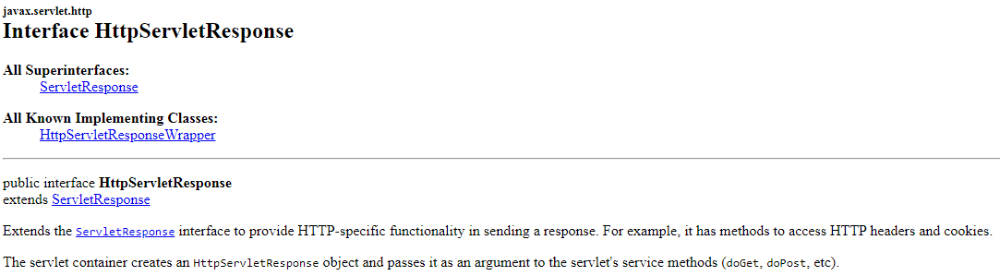 javax.servlet.http
Interface HttpServletResponse
All Superinterfaces:
ServletResponse
All Known Implementing Classes:
HttpServletResponseWrapper
public interface HttpServletResponse
extends ServletResponse
Extends the ServletResponse interface to provide HTTP-specific functionality in sending a response. For example, it has methods to access HTTP headers and cookies.
The servlet container creates an HttpServletResponse object and passes it as an argument to the servlet's service methods (doGet, doPost, etc).